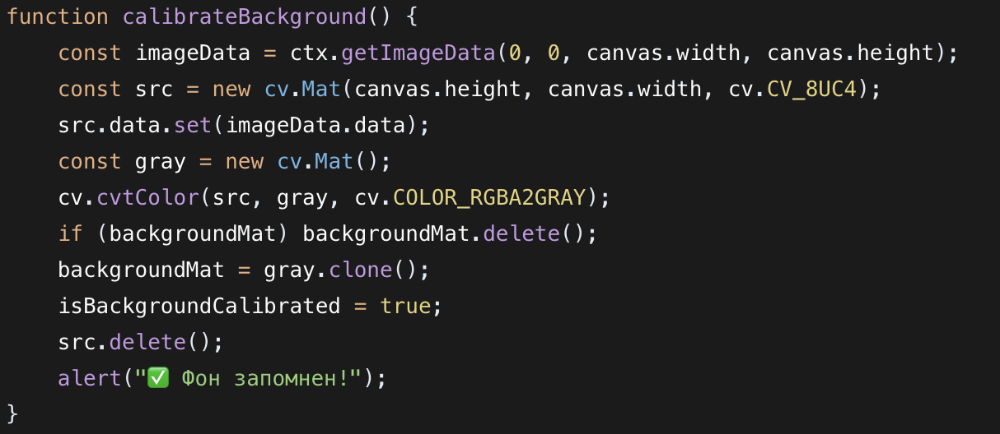 function calibrateBackground() {
    const imageData = ctx.getImageData(0, 0, canvas.width, canvas.height);
    const src = new cv.Mat(canvas.height, canvas.width, cv.CV_8UC4);
    src.data.set(imageData.data);
    const gray = new cv.Mat();
    cv.cvtColor(src, gray, cv.COLOR_RGBA2GRAY);
    if (backgroundMat) backgroundMat.delete();
    backgroundMat = gray.clone();
    isBackgroundCalibrated = true;
    src.delete();
    alert("✅ Фон запомнен!");
}